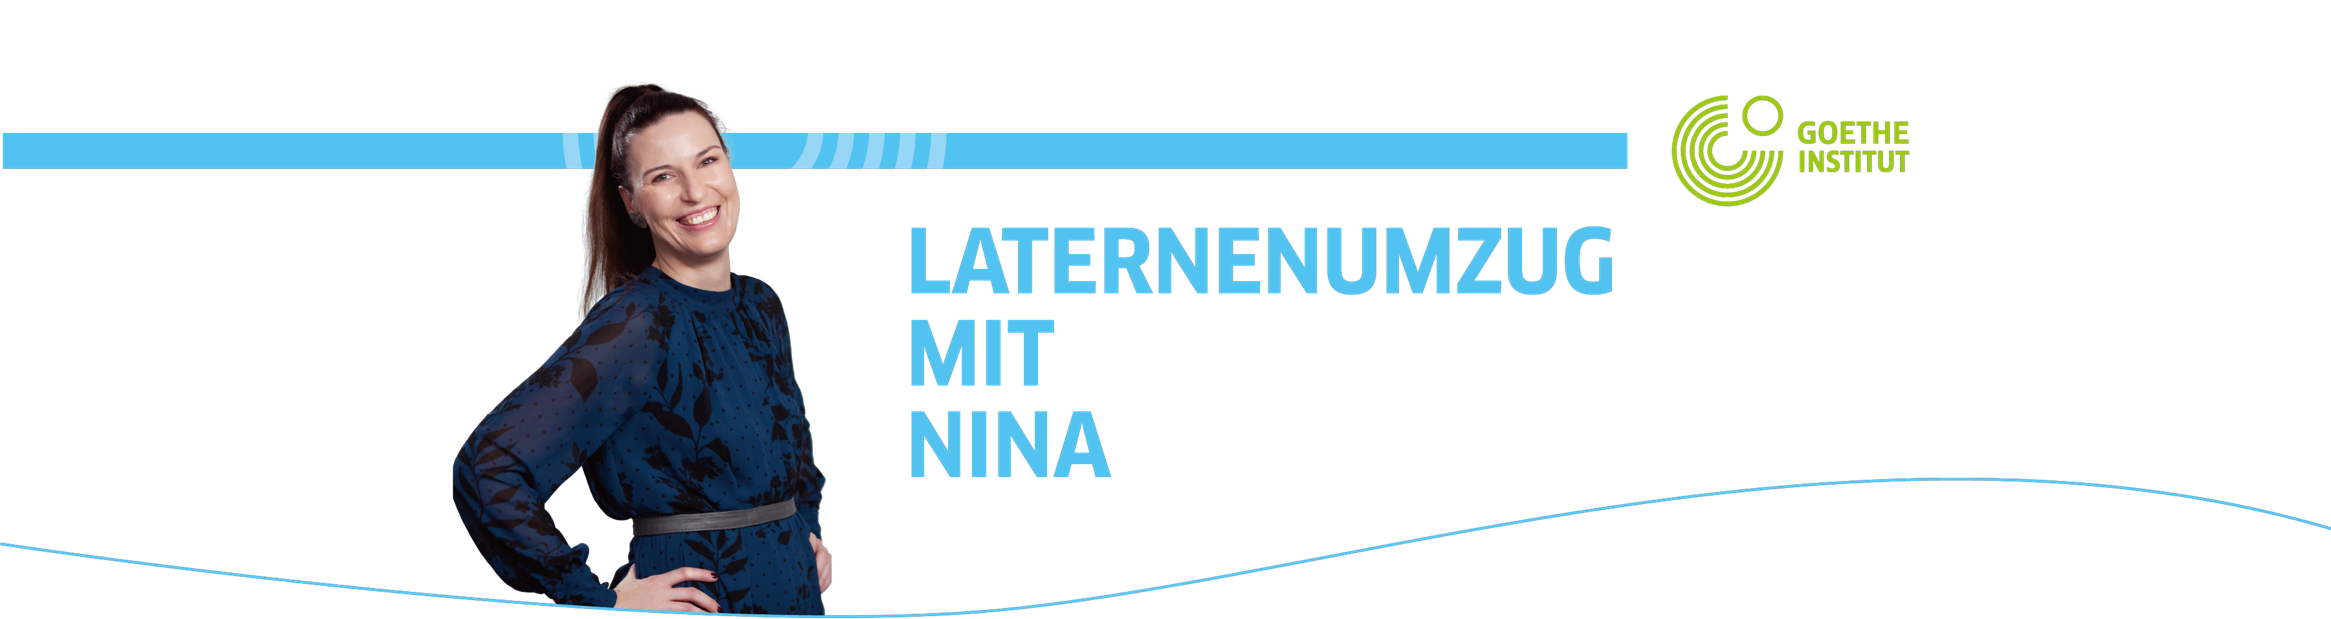 GOETHE
INSTITUT
LATERNENUMZUG
MIT
NINA